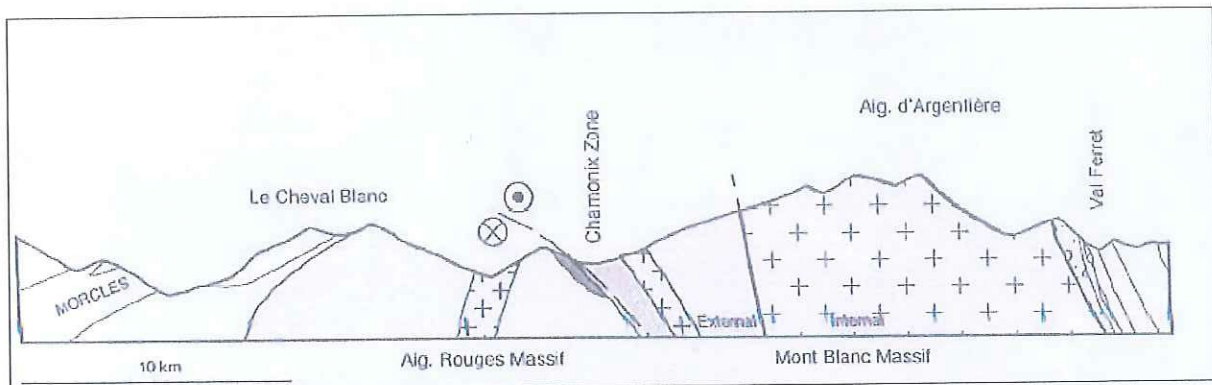 Aig. d'Argenlière
Chamonix Zone
Val Ferret
Le Cheval Blanc
MORCLES
External
Internal
10 km
Aig. Rouges Massif
Mont Blanc Massif